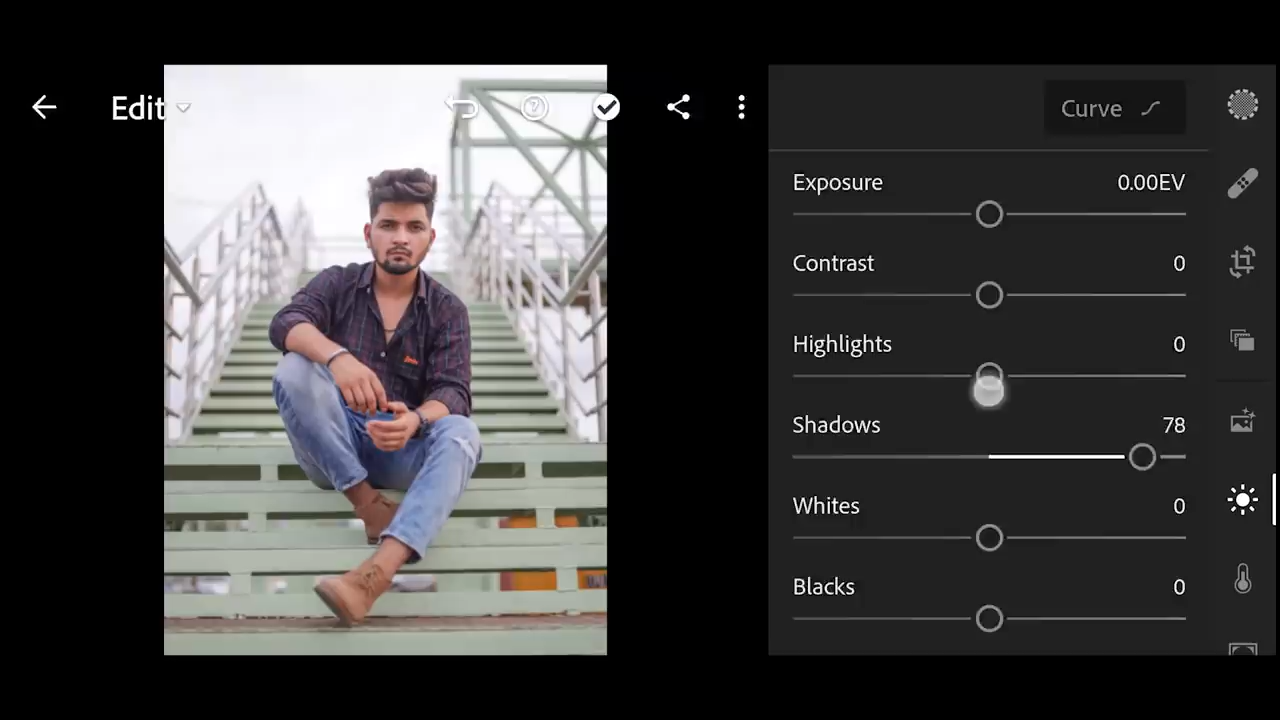 Edit
Curve
Exposure 0.00EV
Contrast 0
Highlights 0
Shadows 78
Whites 0
Blacks 0